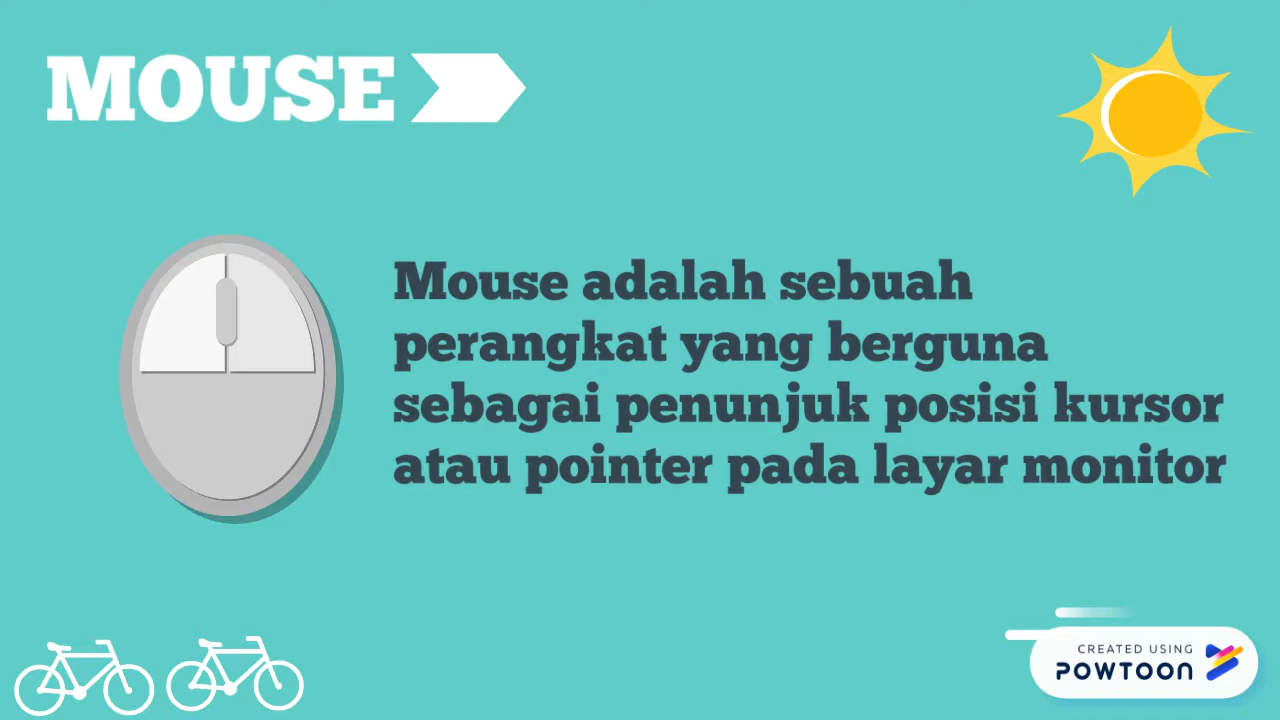 MOUSE
Mouse adalah sebuah
perangkat yang berguna
sebagai penunjuk posisi kursor
atau pointer pada layar monitor
CREATED USING
POWTOON